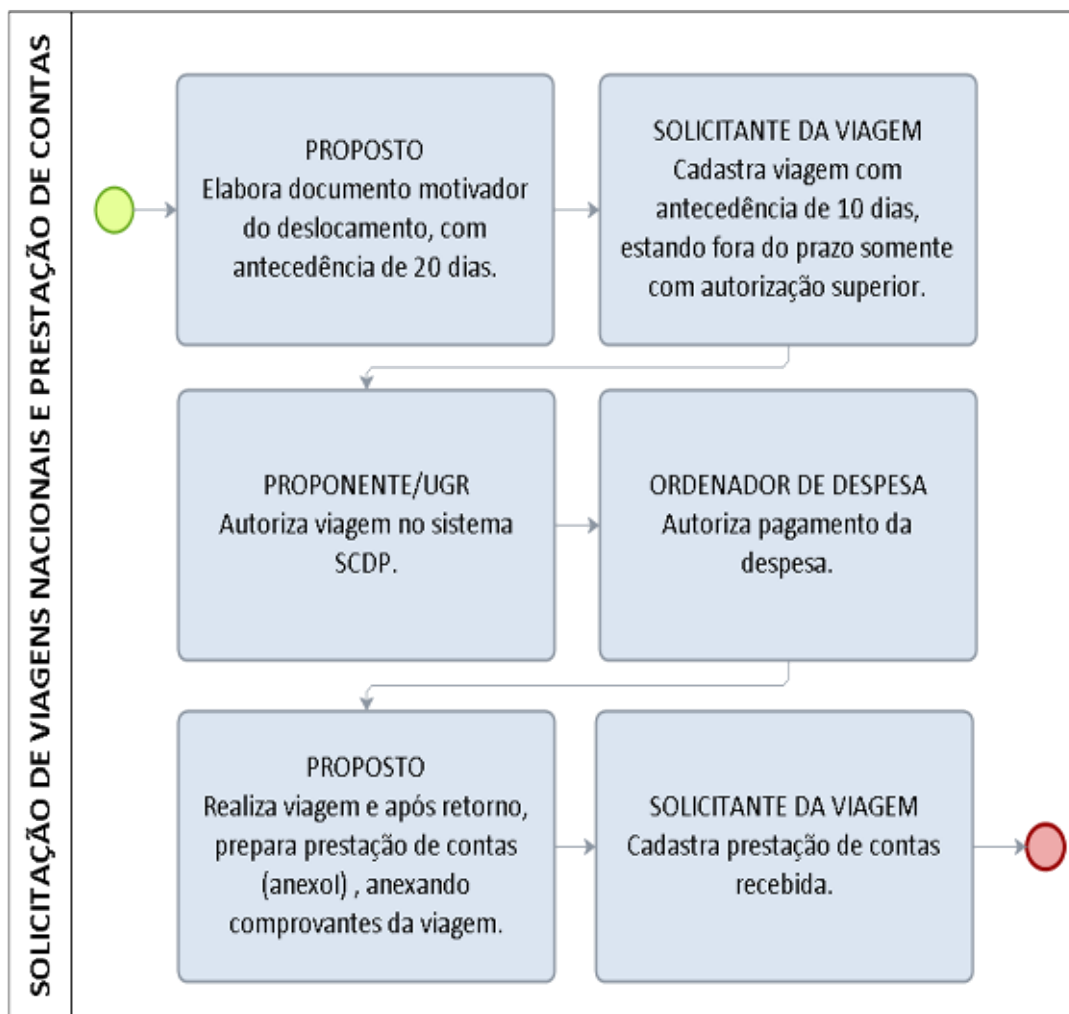 SOLICITAÇÃO DE VIAGENS NACIONAIS E PRESTAÇÃO DE CONTAS
PROPOSTO
Elabora documento motivador
do deslocamento, com
antecedência de 20 dias.
SOLICITANTE DA VIAGEM
Cadastra viagem com
antecedência de 10 dias,
estando fora do prazo somente
com autorização superior.
PROPONENTE/UGR
Autoriza viagem no sistema
SCDP.
ORDENADOR DE DESPESA
Autoriza pagamento da
despesa.
PROPOSTO
Realiza viagem e após retorno,
prepara prestação de contas
(anexoI) , anexando
comprovantes da viagem.
SOLICITANTE DA VIAGEM
Cadastra prestação de contas
recebida.